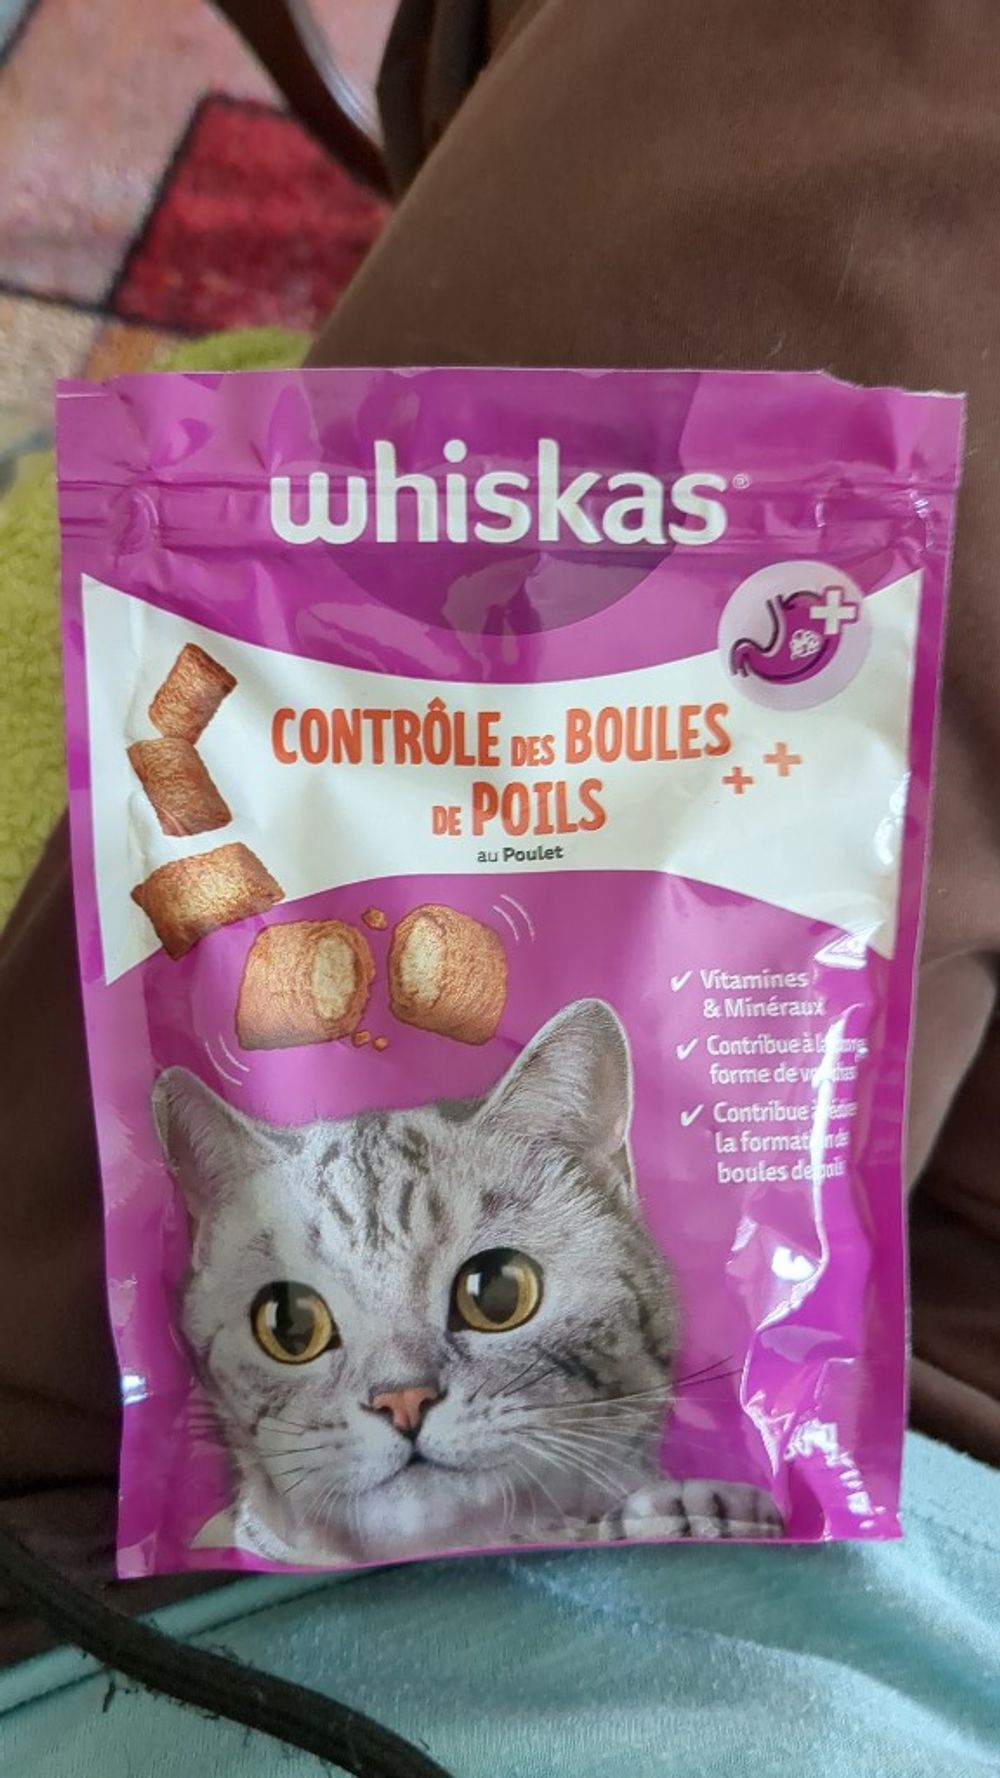 whiskas®
CONTRÔLE DES BOULES
DE POILS
au Poulet
✓ Vitamines
& Minéraux
✓ Contribue à la
forme de
✓ Contribue à
la formation de
boules de poils